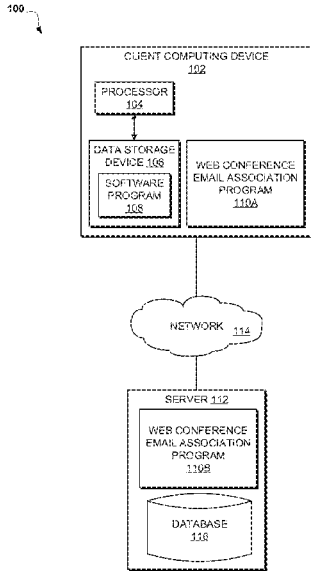 100
CLIENT COMPUTING DEVICE
102
PROCESSOR
104
DATA STORAGE
DEVICE 106
SOFTWARE
PROGRAM
108
WEB CONFERENCE
EMAIL ASSOCIATION
PROGRAM
110A
NETWORK
114
SERVER 112
WEB CONFERENCE
EMAIL ASSOCIATION
PROGRAM
110B
DATABASE
116